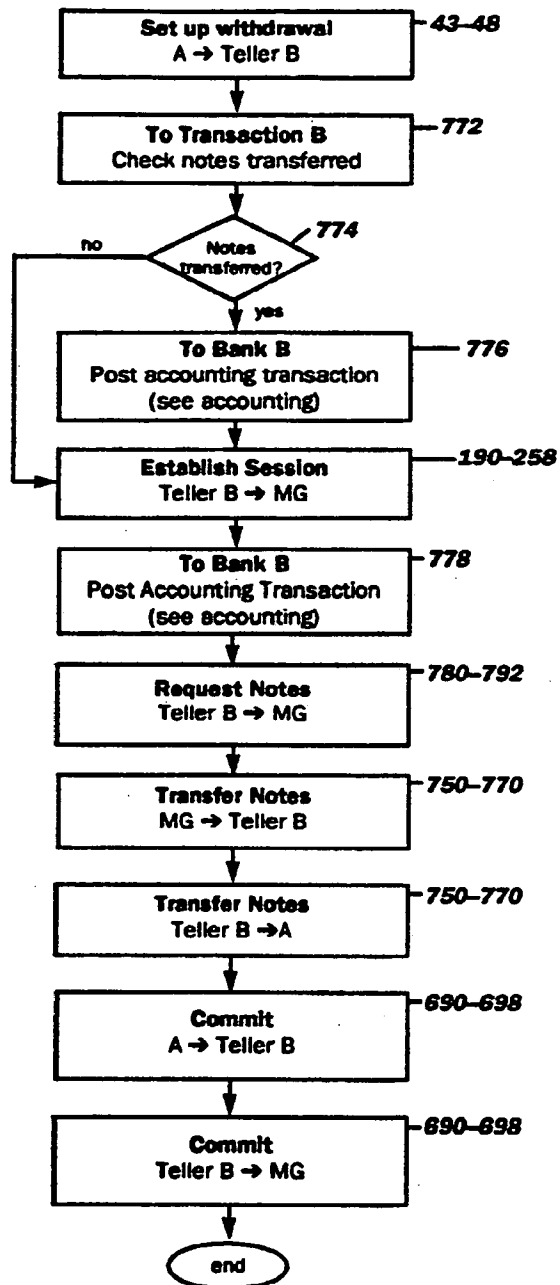 Set up withdrawal
A → Teller B
43-48
To Transaction B
Check notes transferred
772
Notes
transferred?
774
no
yes
To Bank B
Post accounting transaction
(see accounting)
776
Establish Session
Teller B → MG
190-258
To Bank B
Post Accounting Transaction
(see accounting)
778
Request Notes
Teller B → MG
780-792
Transfer Notes
MG → Teller B
750-770
Transfer Notes
Teller B →A
750-770
Commit
A → Teller B
690-698
Commit
Teller B → MG
690-698
end